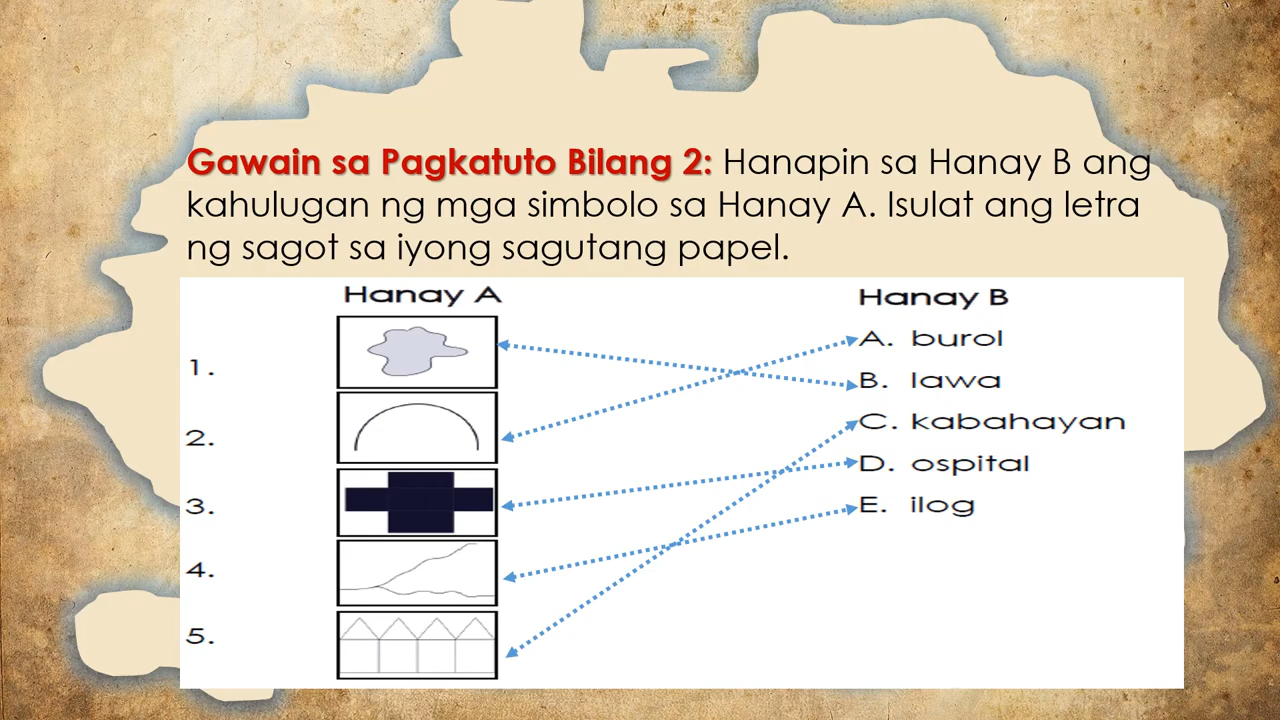 Gawain sa Pagkatuto Bilang 2: Hanapin sa Hanay B ang
kahulugan ng mga simbolo sa Hanay A. Isulat ang letra
ng sagot sa iyong sagutang papel.
Hanay A
1.
2.
3.
4.
5.
Hanay B
A. burol
B. lawa
C. kabahayan
D. ospital
E. ilog